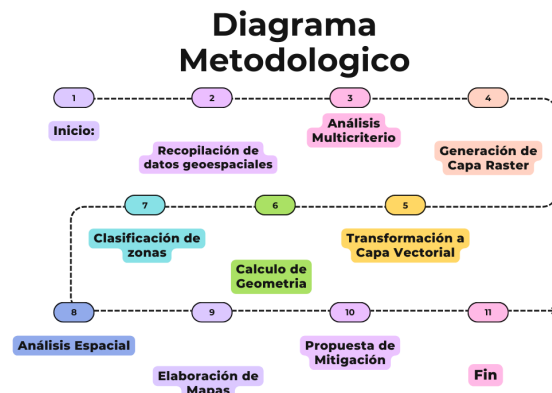 Diagrama
Metodologico
1
2
3
4
Inicio:
Recopilación de
datos geoespaciales
Análisis
Multicriterio
Generación de
Capa Raster
7
6
5
Clasificación de
zonas
Calculo de
Geometria
Transformación a
Capa Vectorial
8
9
10
11
Análisis Espacial
Elaboración de
Mapas
Propuesta de
Mitigación
Fin